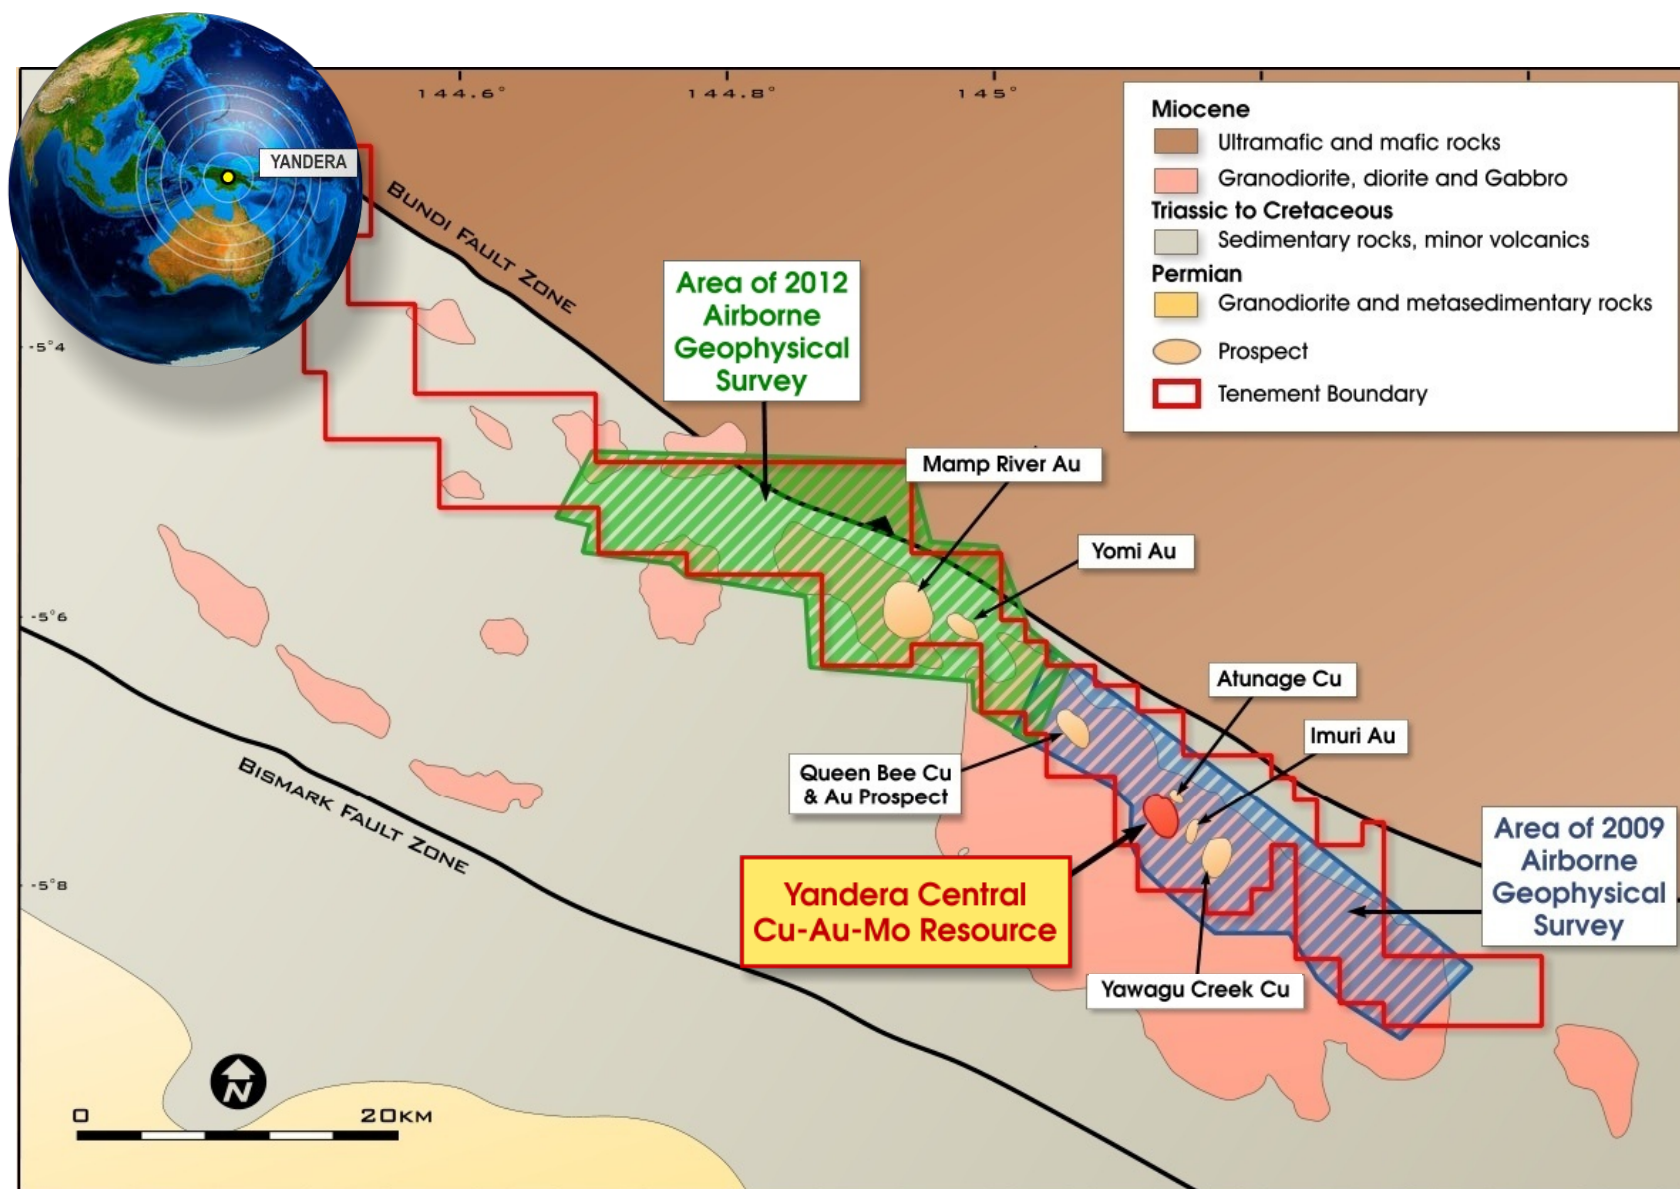 YANDERA
144.6°
144.8°
145°
Miocene
Ultramafic and mafic rocks
Granodiorite, diorite and Gabbro
Triassic to Cretaceous
Sedimentary rocks, minor volcanics
Permian
Granodiorite and metasedimentary rocks
Prospect
Tenement Boundary
BUNDI FAULT ZONE
Area of 2012
Airborne
Geophysical
Survey
-5°4
Mamp River Au
Yomi Au
-5°6
Atunage Cu
Imuri Au
Queen Bee Cu
& Au Prospect
BISMARK FAULT ZONE
Area of 2009
Airborne
Geophysical
Survey
-5°8
Yandera Central
Cu-Au-Mo Resource
Yawagu Creek Cu
N
0
20KM